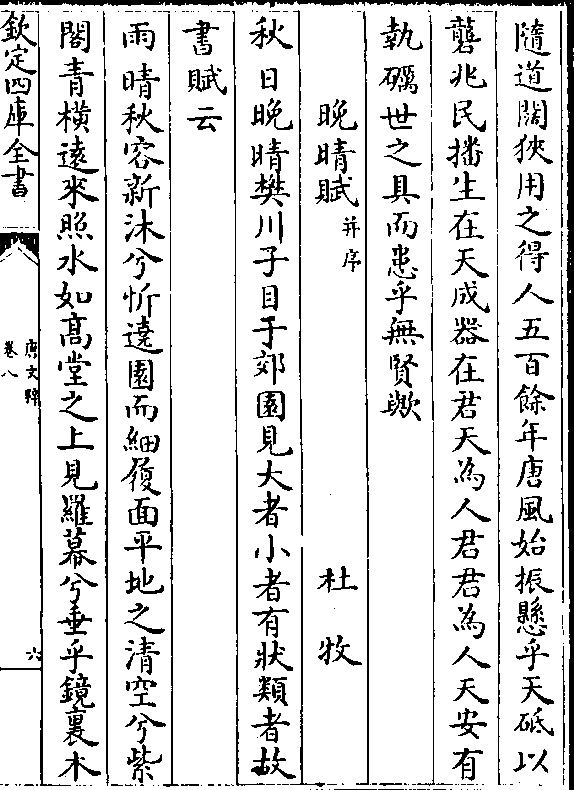 隨道闊狹用之得人五百餘年唐風始振懸乎天砥以
礱兆民播生在天成器在君天為人君君為人天安有
執礪世之具而患乎無賢歟
晚晴賦并序　杜牧
秋日晚晴樊川子目于郊園見大者小者有狀類者故
書賦云
雨晴秋容新沐兮忻遶園而細履面平地之清空兮紫
閣青橫遠來照水如高堂之上見羅幕兮垂乎鏡裏木
欽定四庫全書
唐文粹
卷八
六